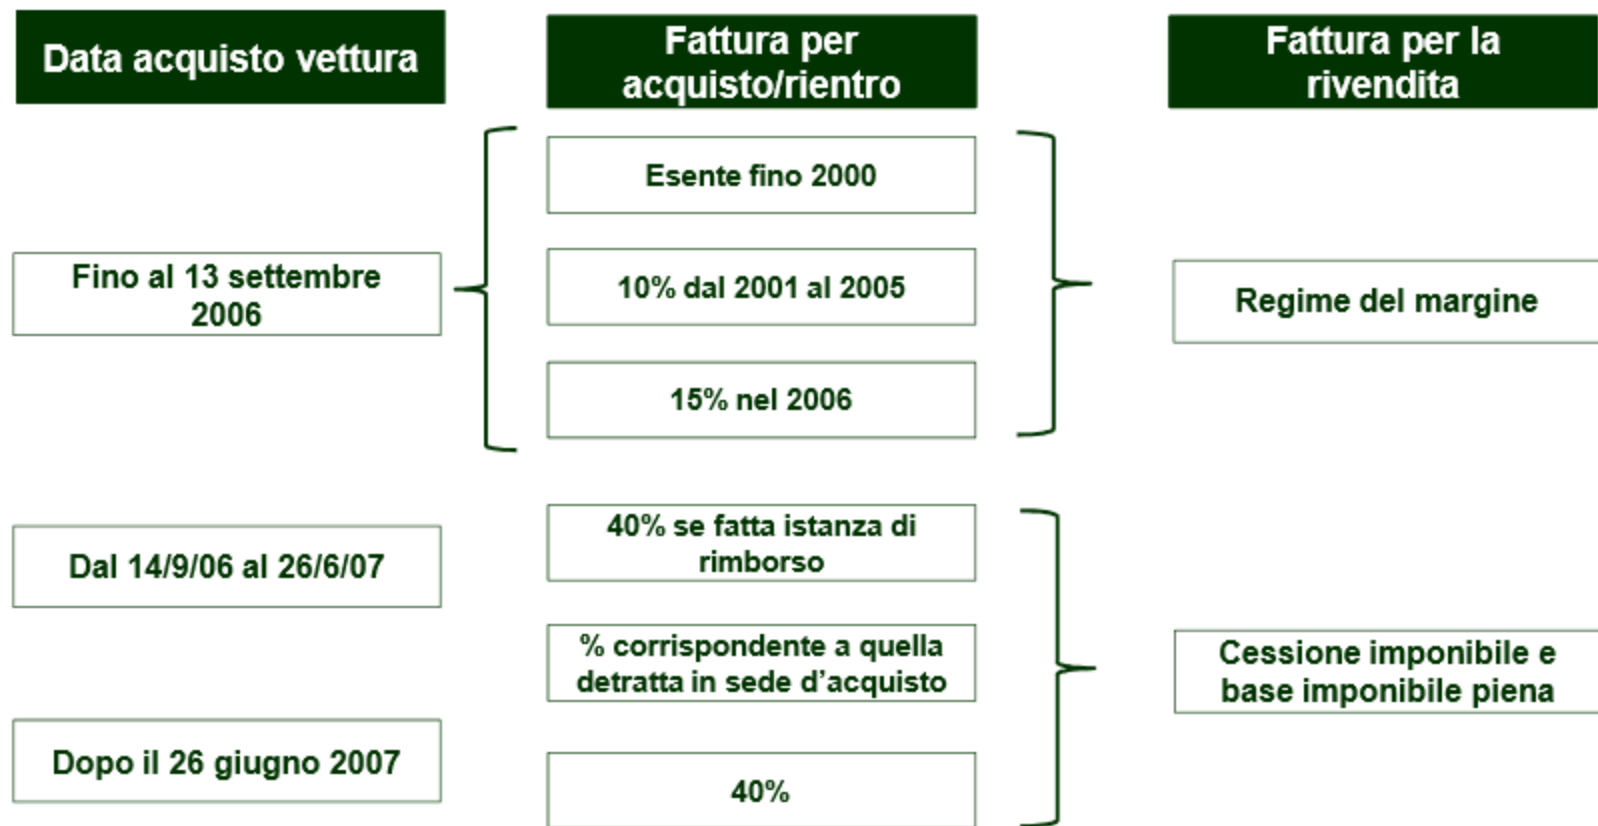 Data acquisto vettura
Fattura per
acquisto/rientro
Fattura per la
rivendita
Fino al 13 settembre
2006
Esente fino 2000
10% dal 2001 al 2005
15% nel 2006
Regime del margine
Dal 14/9/06 al 26/6/07
Dopo il 26 giugno 2007
40% se fatta istanza di
rimborso
% corrispondente a quella
detratta in sede d’acquisto
40%
Cessione imponibile e
base imponibile piena